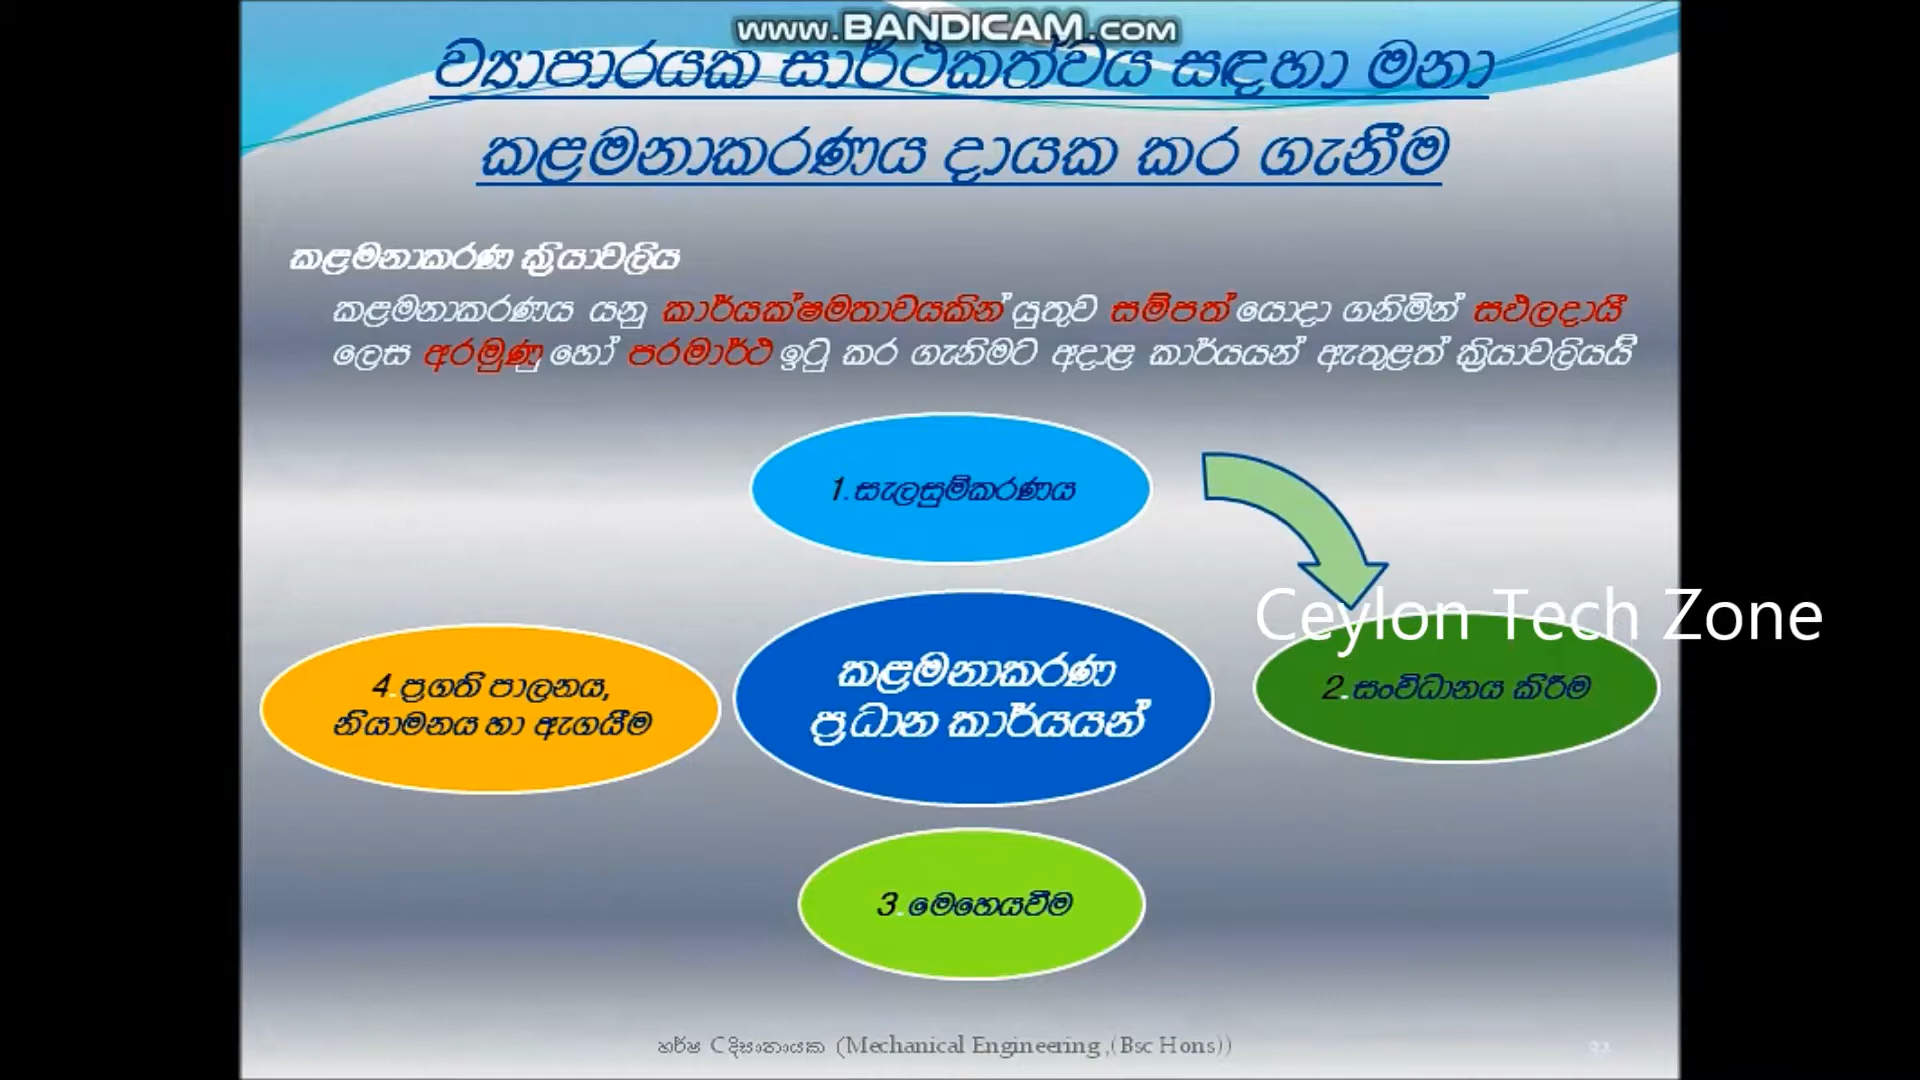 www.BANDICAM.com
ව්‍යාපාරයක සාර්ථකත්වය සඳහා මනා
කළමනාකරණය දායක කර ගැනීම
කළමනාකරණ ක්‍රියාවලිය
කළමනාකරණය යනු කාර්යක්ෂමතාවයකින් යුතුව සම්පත් යොදා ගනිමින් සඵලදායී
ලෙස අරමුණු හෝ පරමාර්ථ ඉටු කර ගැනිමට අදාළ කාර්යයන් ඇතුළත් ක්‍රියාවලියයි
1.සැලසුම්කරණය
Ceylon Tech Zone
2.සංවිධානය කිරීම
කළමනාකරණ
ප්‍රධාන කාර්යයන්
4.ප්‍රගති පාලනය,
නියාමනය හා ඇගයීම
3.මෙහෙයවීම
හර්ෂ Cදිසානායක (Mechanical Engineering ,(Bsc Hons))